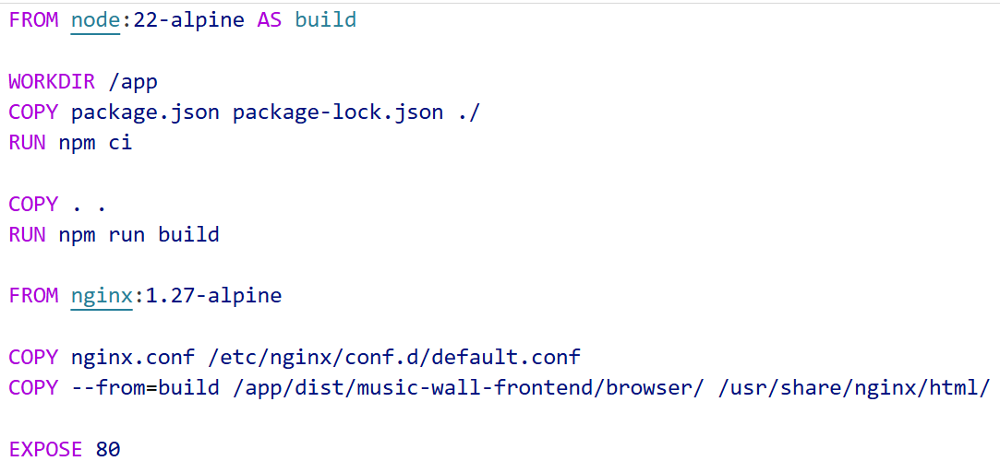 FROM node:22-alpine AS build
WORKDIR /app
COPY package.json package-lock.json ./
RUN npm ci
COPY . .
RUN npm run build
FROM nginx:1.27-alpine
COPY nginx.conf /etc/nginx/conf.d/default.conf
COPY --from=build /app/dist/music-wall-frontend/browser/ /usr/share/nginx/html/
EXPOSE 80